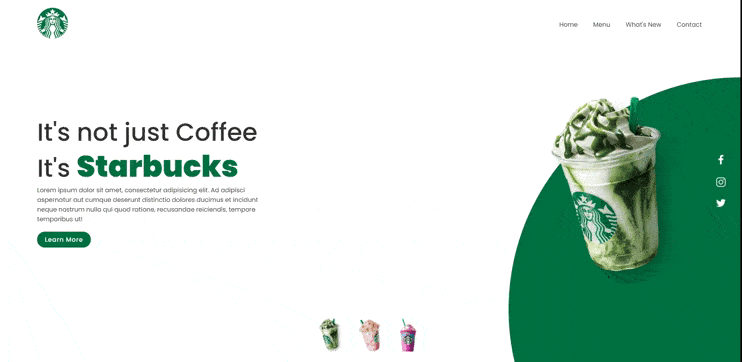 Home Menu What's New Contact
It's not just Coffee
It's Starbucks
Lorem ipsum dolor sit amet, consectetur adipisicing elit. Ad adipisci
aspernatur aut cumque deserunt distinctio dolores ducimus et incidunt
neque nostrum nulla qui quod ratione, recusandae reiciendis, tempore
temporibus ut!
Learn More